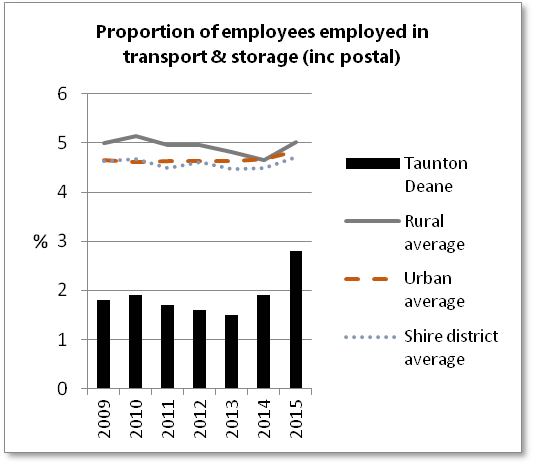 Proportion of employees employed in
transport & storage (inc postal)
6
5
4
3
2
1
0
%
2009
2010
2011
2012
2013
2014
2015
Taunton
Deane
Rural
average
Urban
average
Shire district
average